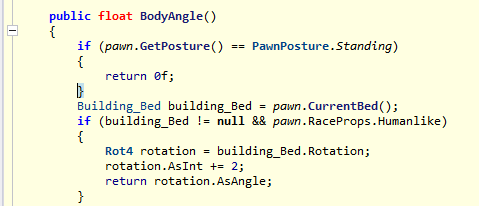 public float BodyAngle()
{
if (pawn.GetPosture() == PawnPosture.Standing)
{
return 0f;
}
Building_Bed building_Bed = pawn.CurrentBed();
if (building_Bed != null && pawn.RaceProps.Humanlike)
{
Rot4 rotation = building_Bed.Rotation;
rotation.AsInt += 2;
return rotation.AsAngle;
}